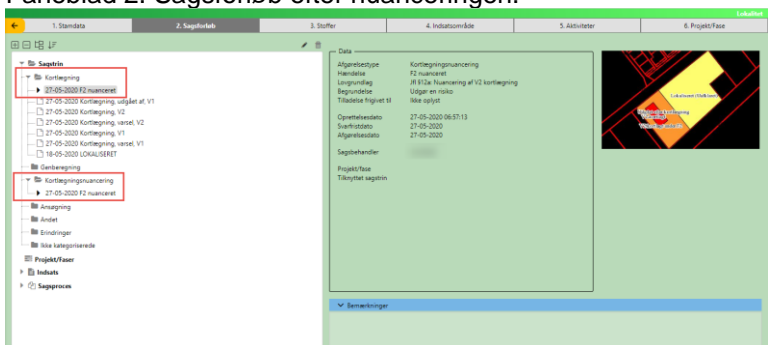 Faneblad 2. Sagsforløb efter nuanceringen:
Lokalitet
1. Stamdata
2. Sagsforløb
3. Stoffer
4. Indsatsområde
5. Aktiviteter
6. Projekt/Fase
Sagstrin
Kortlægning
27-05-2020 F2 nuanceret
27-05-2020 Kortlægning, udgået af, V1
27-05-2020 Kortlægning, V2
27-05-2020 Kortlægning, varsel, V2
27-05-2020 Kortlægning, V1
27-05-2020 Kortlægning, varsel, V1
18-05-2020 LOKALISERET
Genberegning
Kortlægningsnuancering
27-05-2020 F2 nuanceret
Ansøgning
Andet
Erindringer
Ikke kategoriserede
Projekt/Faser
Indsats
Sagsproces
Data
Afgørelsestype Kortlægningsnuancering
Hændelse F2 nuanceret
Lovgrundlag Jfl §12a: Nuancering af V2 kortlægning
Begrundelse Udgør en risiko
Tilladelse frigivet til Ikke oplyst
Oprettelsesdato 27-05-2020 06:57:13
Svarfristdato 27-05-2020
Afgørelsesdato 27-05-2020
Sagsbehandler
Projekt/fase
Tilknyttet sagstrin
Bemærkninger